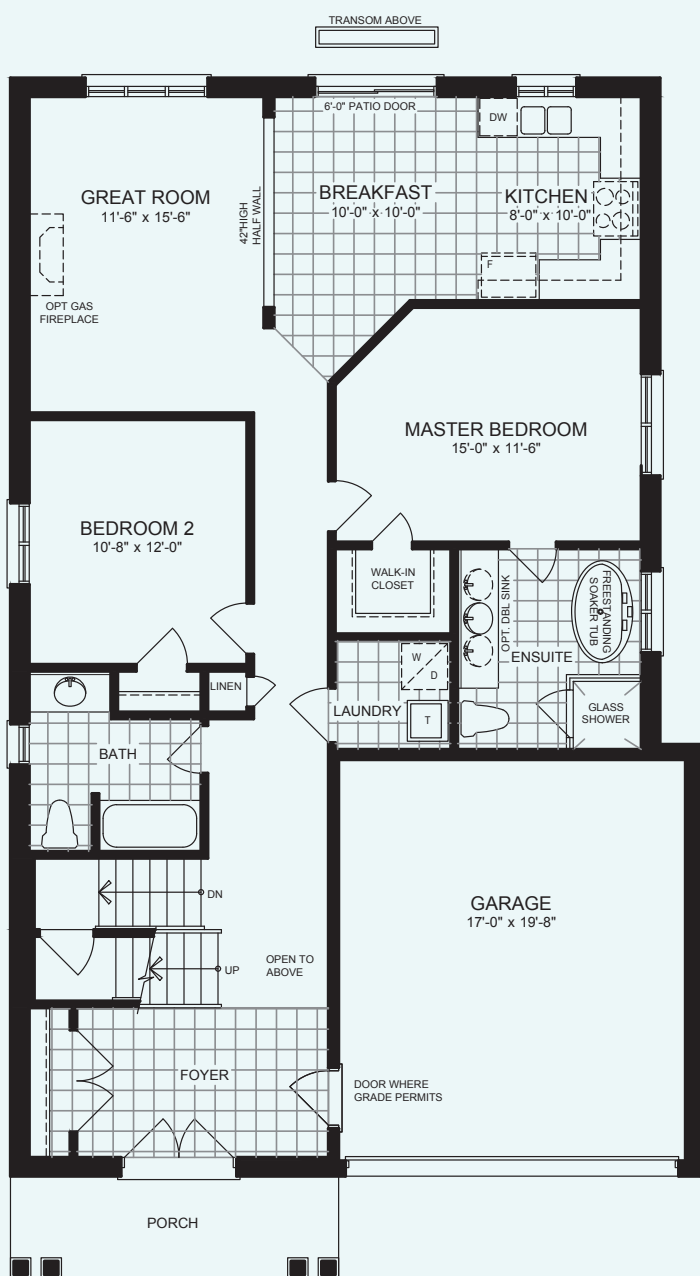 TRANSOM ABOVE
6'-0" PATIO DOOR
DW
GREAT ROOM
11'-6" x 15'-6"
42"HIGH
HALF WALL
BREAKFAST
10'-0" x 10'-0"
KITCHEN
8'-0" x 10'-0"
F
OPT GAS
FIREPLACE
MASTER BEDROOM
15'-0" x 11'-6"
BEDROOM 2
10'-8" x 12'-0"
WALK-IN
CLOSET
OPT. DBL SINK
FREESTANDING
SOAKER TUB
ENSUITE
W
D
LINEN
LAUNDRY
T
GLASS
SHOWER
BATH
DN
GARAGE
17'-0" x 19'-8"
UP
OPEN TO
ABOVE
FOYER
DOOR WHERE
GRADE PERMITS
PORCH